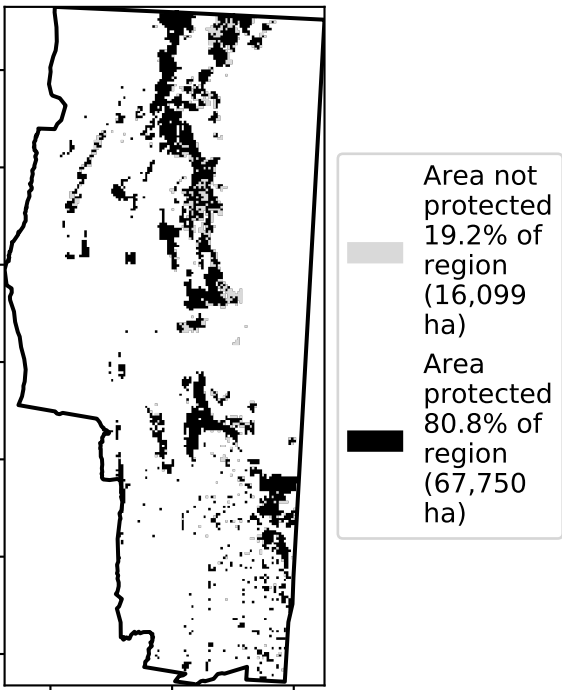 Area not
protected
19.2% of
region
(16,099
ha)
Area
protected
80.8% of
region
(67,750
ha)